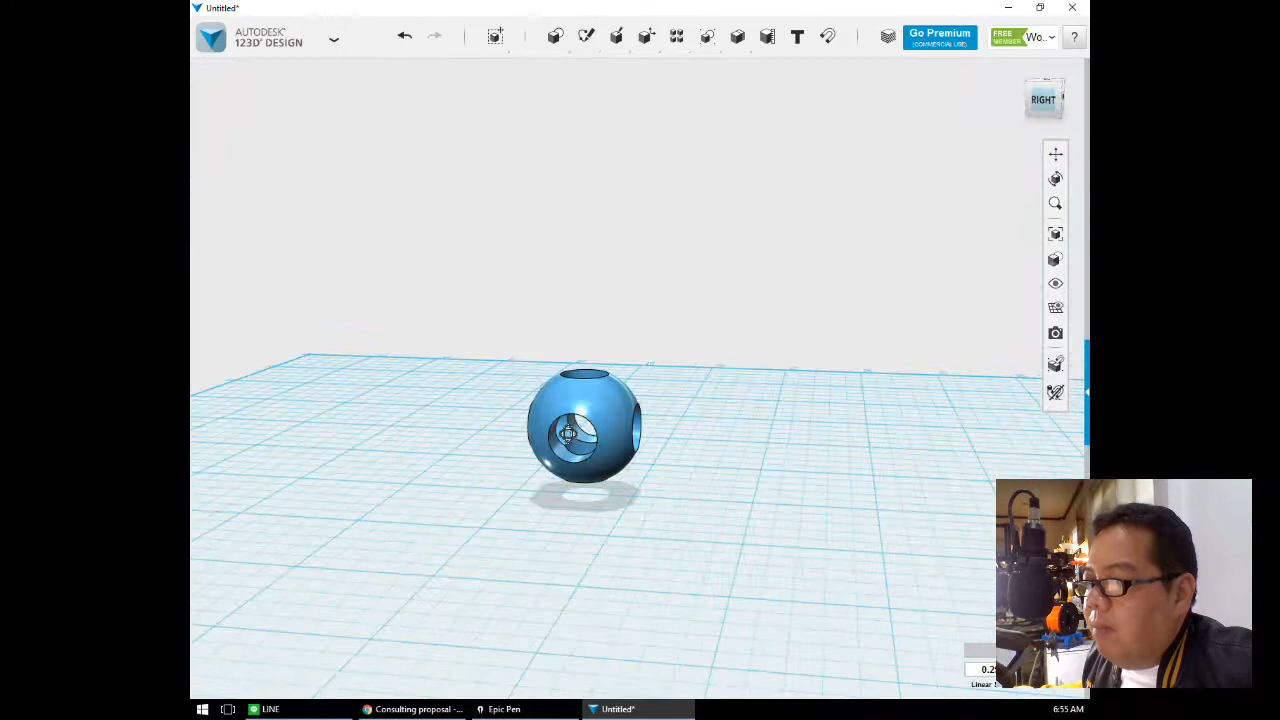 Untitled*
AUTODESK®
123D® DESIGN
Go Premium
(COMMERCIAL USE)
FREE
MEMBER
Wo..
?
RIGHT
Linear
LINE
Consulting proposal -...
Epic Pen
Untitled*
6:55 AM